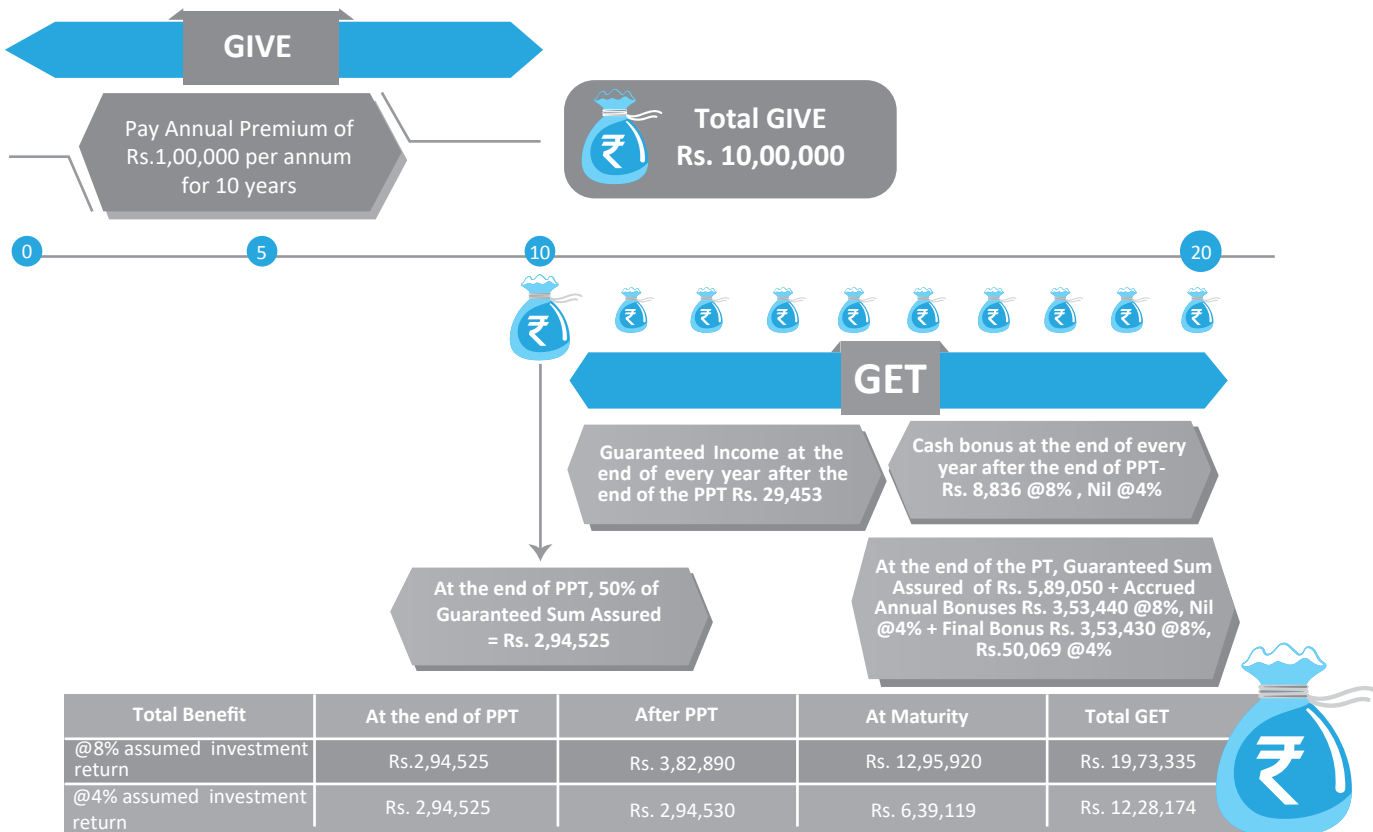 GIVE
Pay Annual Premium of
Rs.1,00,000 per annum
for 10 years
₹
Total GIVE
Rs. 10,00,000
0
5
10
20
₹
₹
₹
₹
₹
₹
₹
₹
₹
₹
GET
Guaranteed Income at the
end of every year after the
end of the PPT Rs. 29,453
Cash bonus at the end of every
year after the end of PPT-
Rs. 8,836 @8% , Nil @4%
At the end of PPT, 50% of
Guaranteed Sum Assured
= Rs. 2,94,525
At the end of the PT, Guaranteed Sum
Assured of Rs. 5,89,050 + Accrued
Annual Bonuses Rs. 3,53,440 @8%, Nil
@4% + Final Bonus Rs. 3,53,430 @8%,
Rs.50,069 @4%
Total Benefit At the end of PPT After PPT At Maturity Total GET
@8% assumed investment
return Rs.2,94,525 Rs. 3,82,890 Rs. 12,95,920 Rs. 19,73,335
@4% assumed investment
return Rs. 2,94,525 Rs. 2,94,530 Rs. 6,39,119 Rs. 12,28,174
₹